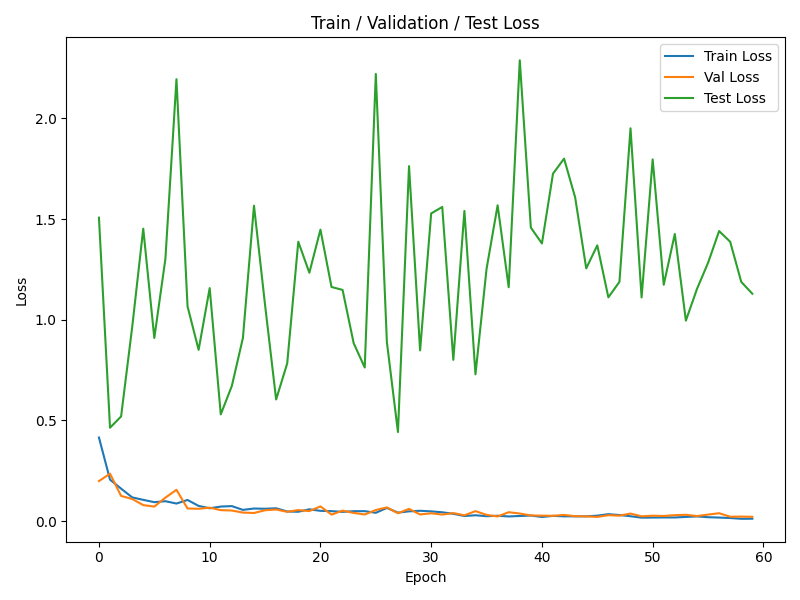 Train / Validation / Test Loss
Train Loss
Val Loss
Test Loss
2.0
1.5
1.0
0.5
0.0
Loss
0 10 20 30 40 50 60
Epoch